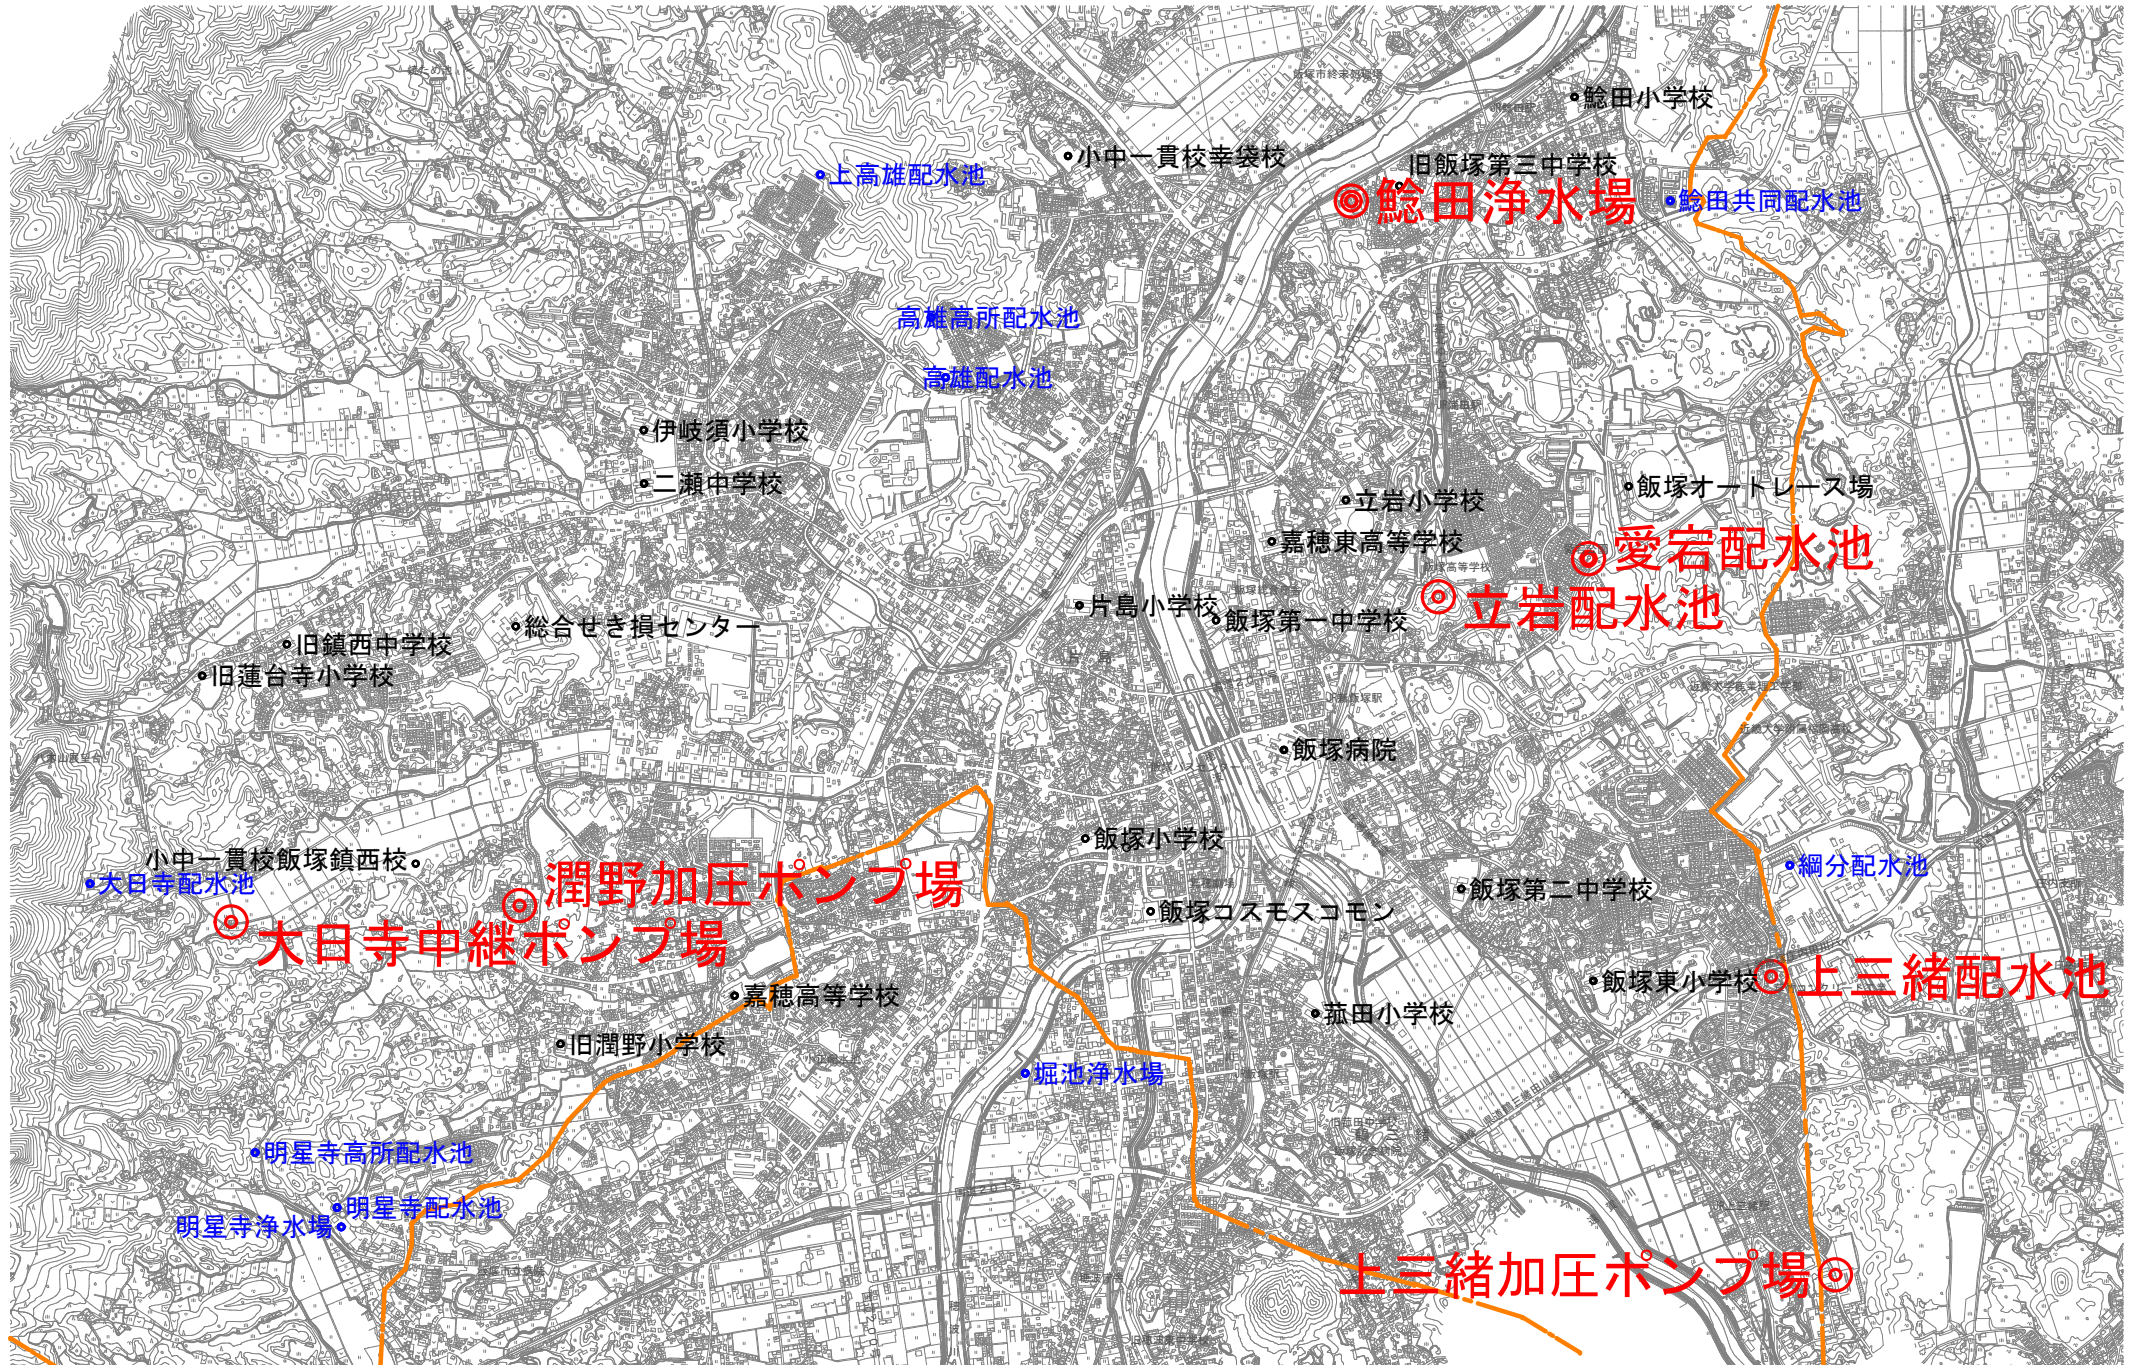 鯰田小学校
小中一貫校幸袋校
旧飯塚第三中学校
上高雄配水池
鯰田浄水場
鯰田共同配水池
高雄高所配水池
高雄配水池
伊岐須小学校
二瀬中学校
飯塚オートレース場
立岩小学校
嘉穂東高等学校
愛宕配水池
立岩配水池
片島小学校
飯塚第一中学校
総合せき損センター
旧鎮西中学校
旧蓮台寺小学校
飯塚病院
飯塚小学校
小中一貫校飯塚鎮西校
大日寺配水池
潤野加圧ポンプ場
綱分配水池
飯塚第二中学校
飯塚コスモスコモン
大日寺中継ポンプ場
飯塚東小学校
上三緒配水池
嘉穂高等学校
菰田小学校
旧潤野小学校
堀池浄水場
明星寺高所配水池
明星寺配水池
明星寺浄水場
上三緒加圧ポンプ場